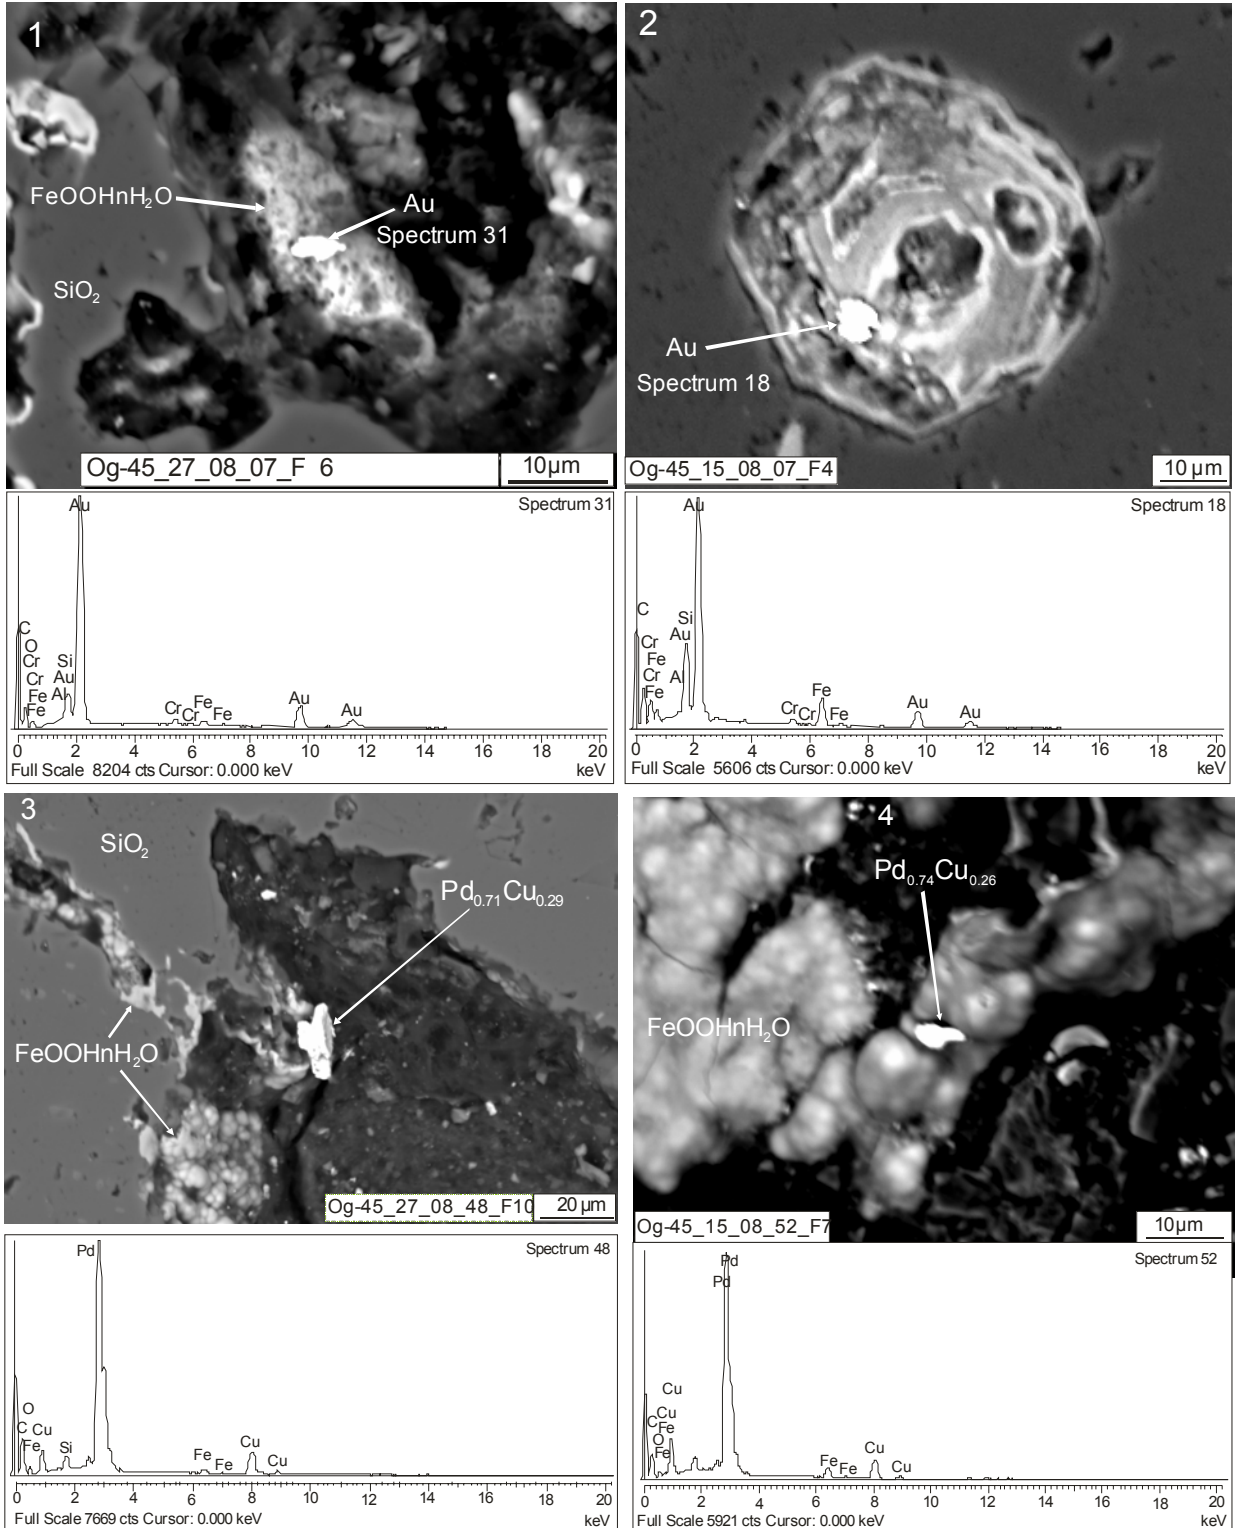 1
FeOOHnH₂O
Au
Spectrum 31
SiO₂
Og-45_27_08_07_F 6
10µm
2
Au
Spectrum 18
Og-45_15_08_07_F4
10 µm
Spectrum 31
Au
C
O
Cr
Si
Cr
Au
Fe
Al
Fe
Cr
Cr
Fe
Fe
Au
Au
0 2 4 6 8 10 12 14 16 18 20
Full Scale 8204 cts Cursor: 0.000 keV
keV
Spectrum 18
Au
C
Cr
Si
Au
Fe
Cr
Al
Fe
Cr
Cr
Fe
Fe
Au
Au
0 2 4 6 8 10 12 14 16 18 20
Full Scale 5606 cts Cursor: 0.000 keV
keV
3
SiO₂
Pd₀.₇₁Cu₀.₂₉
FeOOHnH₂O
Og-45_27_08_48_F10
20 µm
4
Pd₀.₇₄Cu₀.₂₆
FeOOHnH₂O
Og-45_15_08_52_F7
10µm
Spectrum 48
Pd
O
C
Cu
Fe
Si
Fe
Fe
Cu
Cu
0 2 4 6 8 10 12 14 16 18 20
Full Scale 7669 cts Cursor: 0.000 keV
keV
Spectrum 52
Pd
Pd
Cu
C
Cu
Fe
O
Fe
Fe
Fe
Cu
Cu
0 2 4 6 8 10 12 14 16 18 20
Full Scale 5921 cts Cursor: 0.000 keV
keV